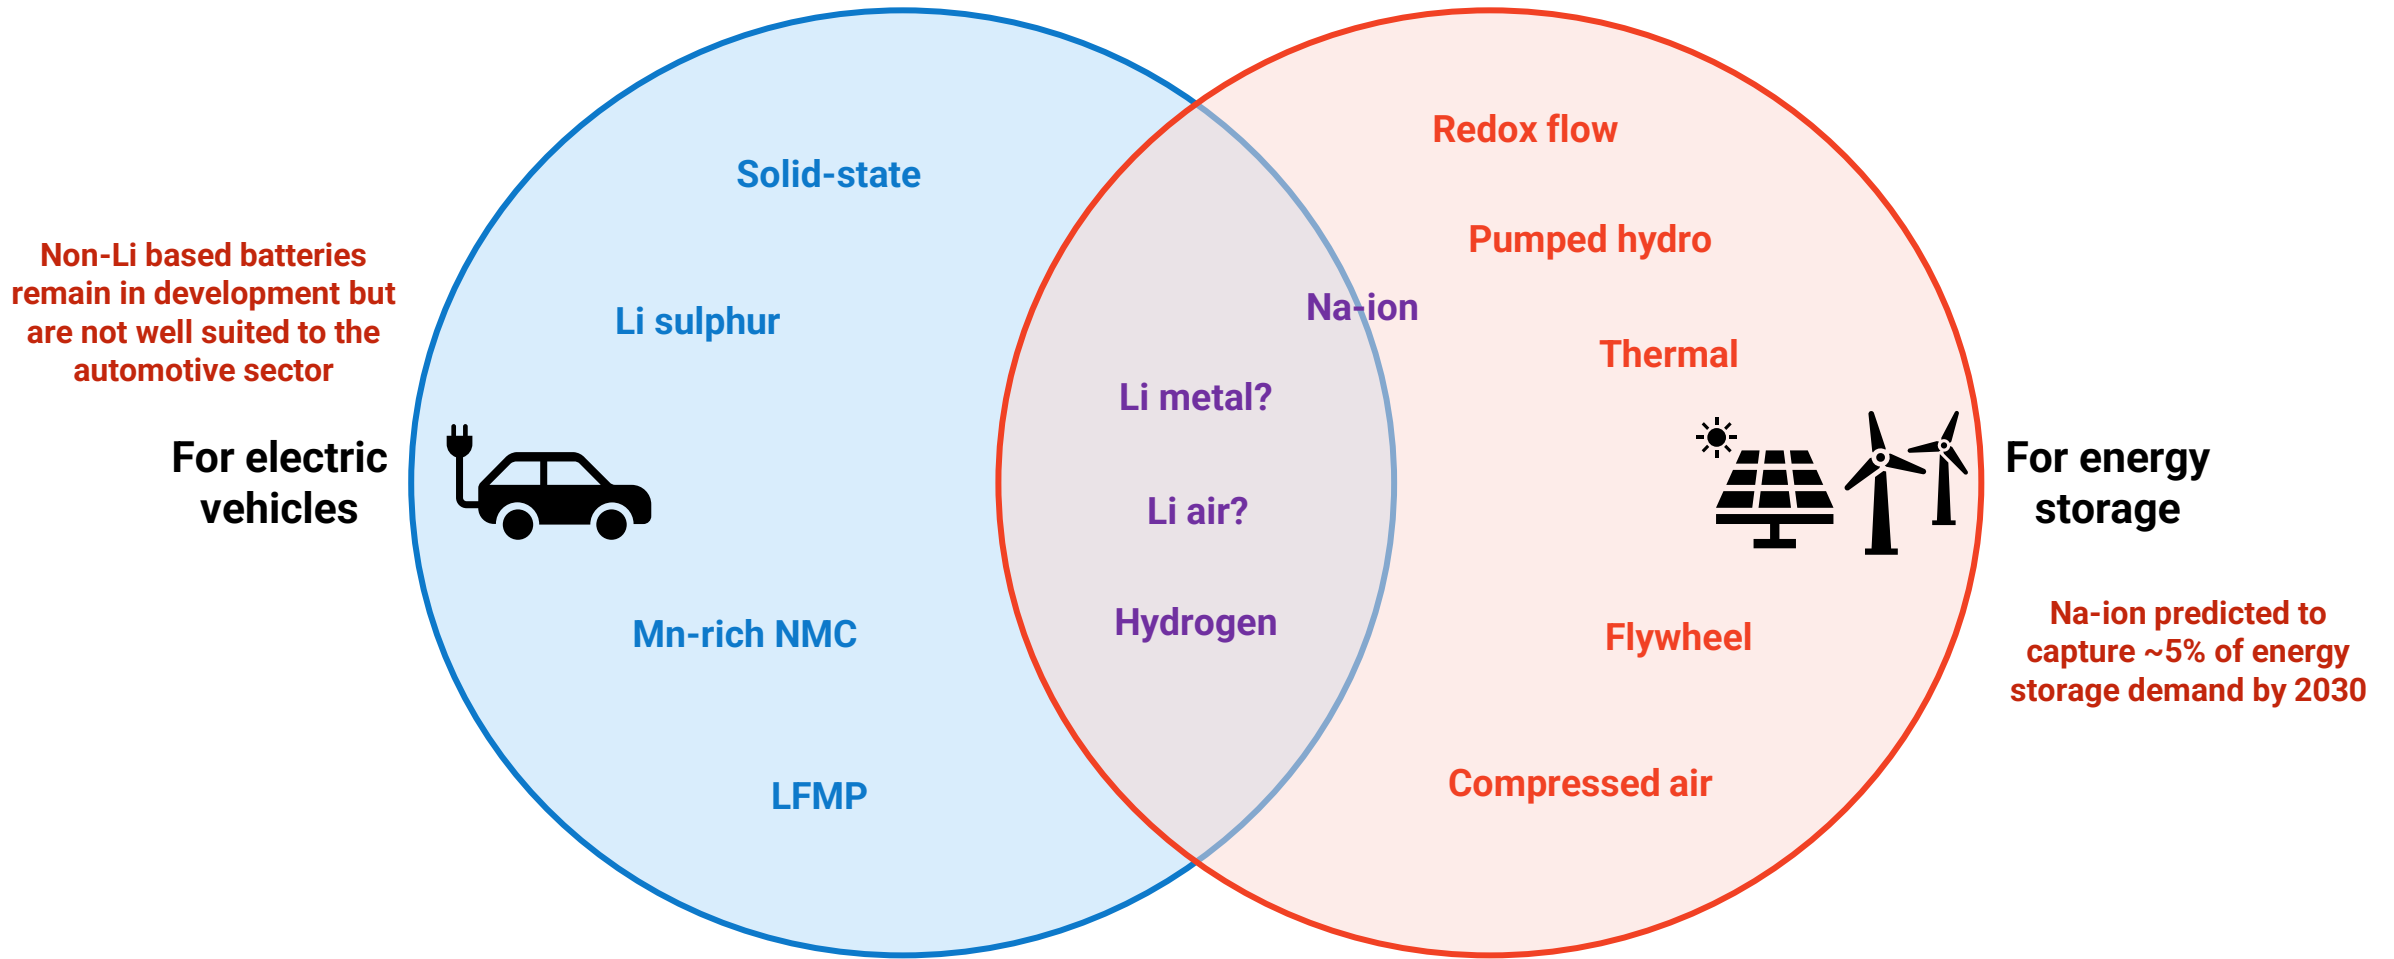 Non-Li based batteries
remain in development but
are not well suited to the
automotive sector
For electric
vehicles
Solid-state
Li sulphur
Mn-rich NMC
LFMP
Na-ion
Li metal?
Li air?
Hydrogen
Redox flow
Pumped hydro
Thermal
Flywheel
Compressed air
For energy
storage
Na-ion predicted to
capture ~5% of energy
storage demand by 2030